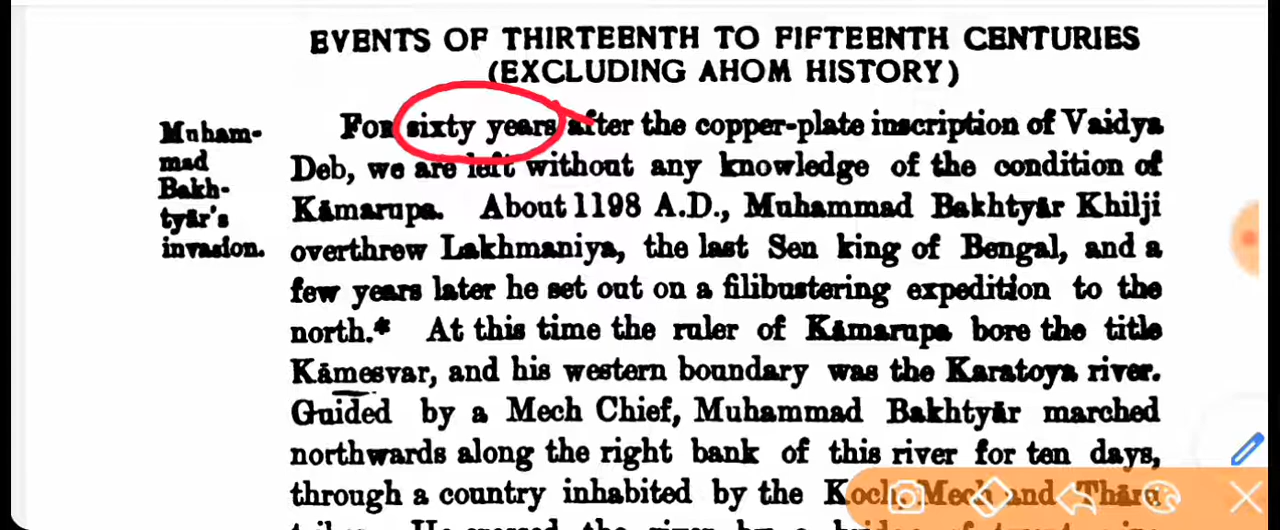 EVENTS OF THIRTEENTH TO FIFTEENTH CENTURIES
(EXCLUDING AHOM HISTORY)
Muham-
mad
Bakh-
tyār's
invasion.
For sixty years after the copper-plate inscription of Vaidya
Deb, we are left without any knowledge of the condition of
Kāmarupa. About 1198 A.D., Muhammad Bakhtyār Khilji
overthrew Lakhmaniya, the last Sen king of Bengal, and a
few years later he set out on a filibustering expedition to the
north.* At this time the ruler of Kāmarupa bore the title
Kāmesvar, and his western boundary was the Karatoya river.
Guided by a Mech Chief, Muhammad Bakhtyār marched
northwards along the right bank of this river for ten days,
through a country inhabited by the Koch, Mech and Thāru